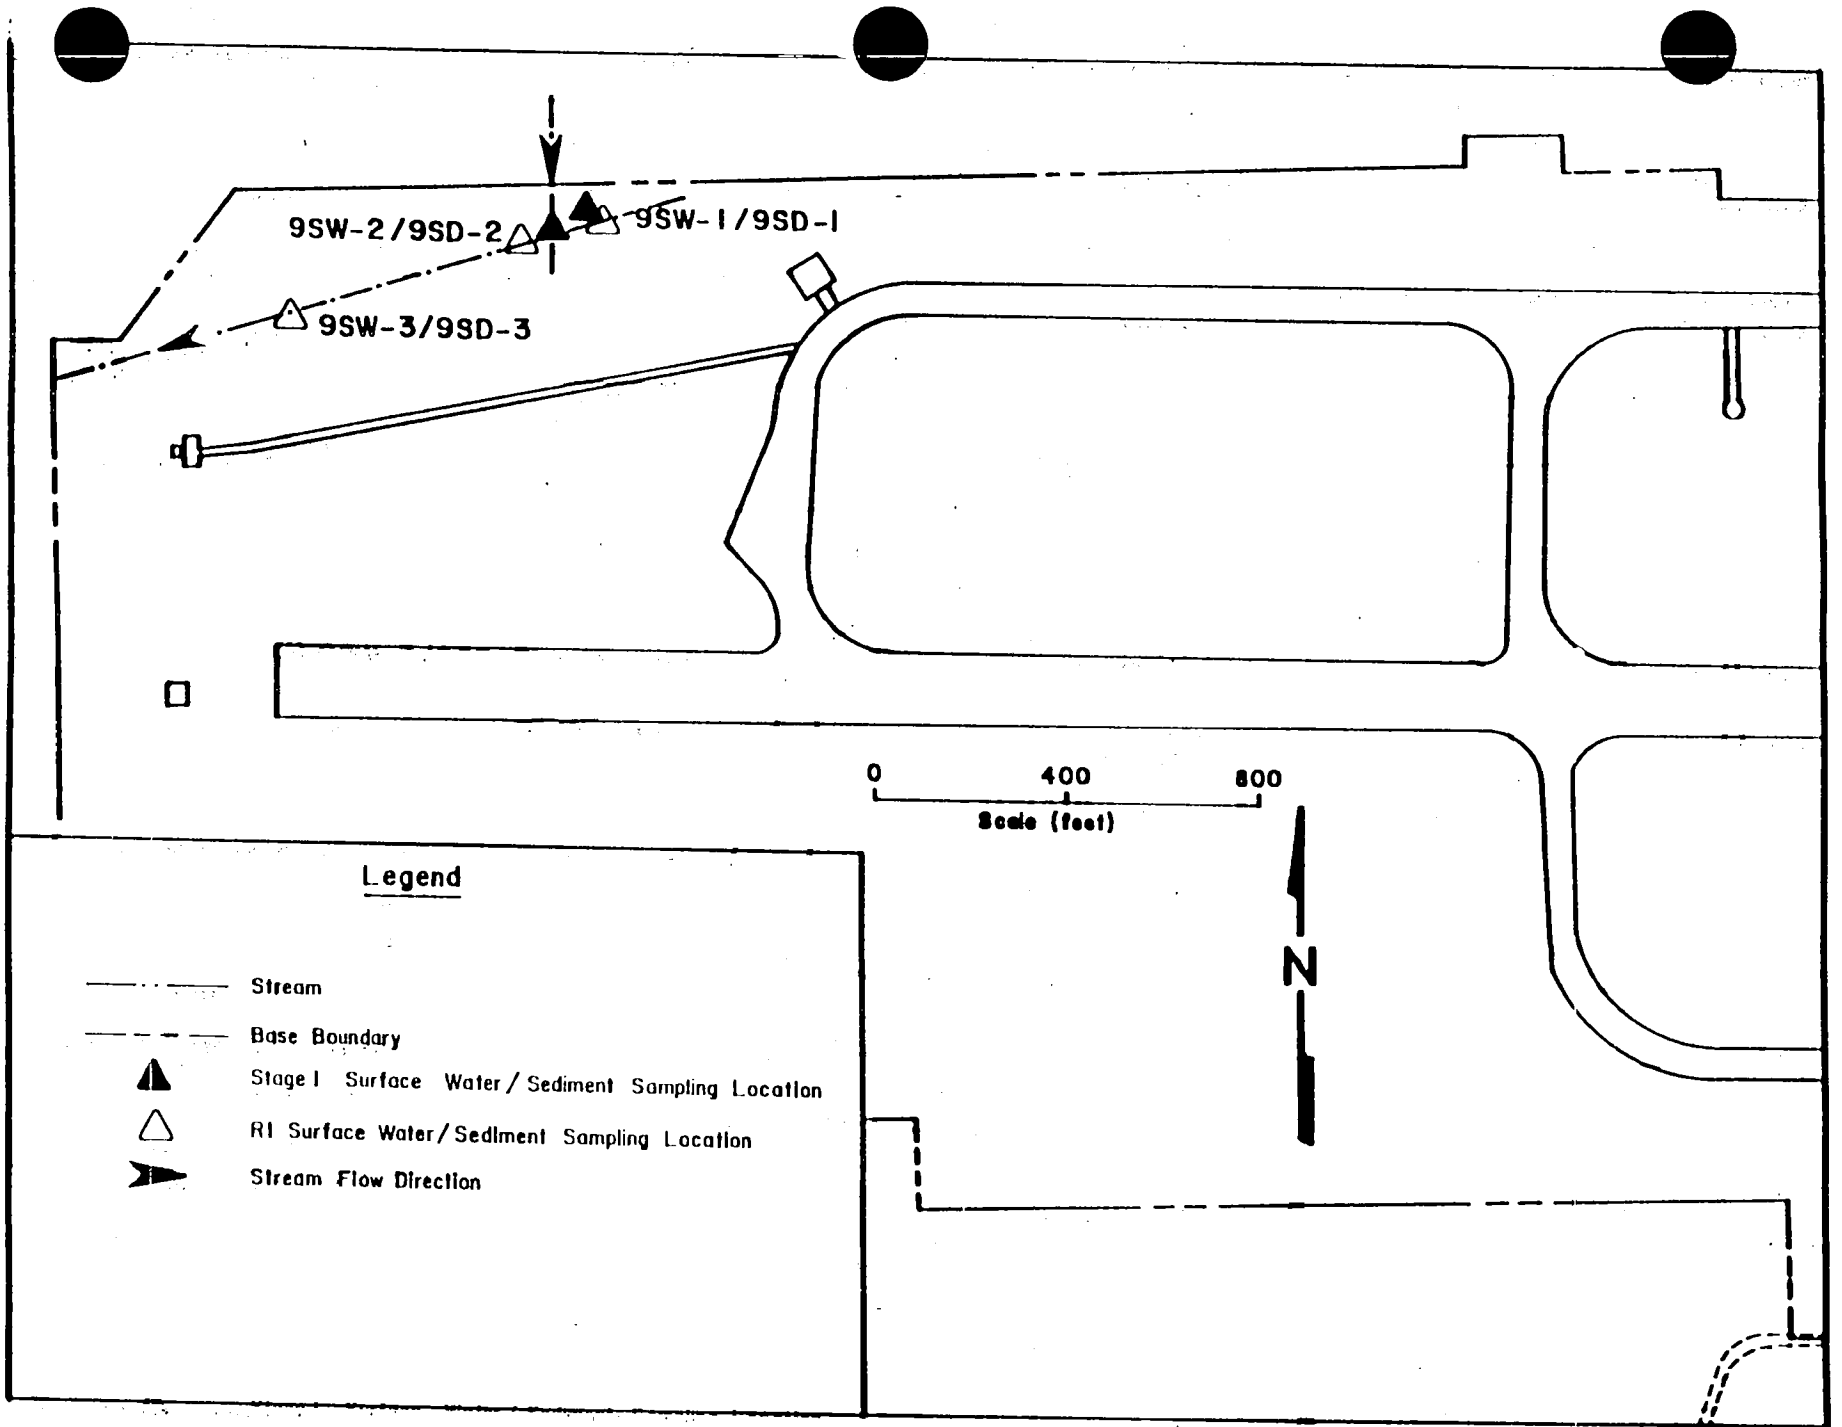 9SW-2/9SD-2
9SW-1/9SD-1
9SW-3/9SD-3
0 400 800
Scale (feet)
N
Legend
Stream
Base Boundary
Stage I Surface Water/Sediment Sampling Location
RI Surface Water/Sediment Sampling Location
Stream Flow Direction